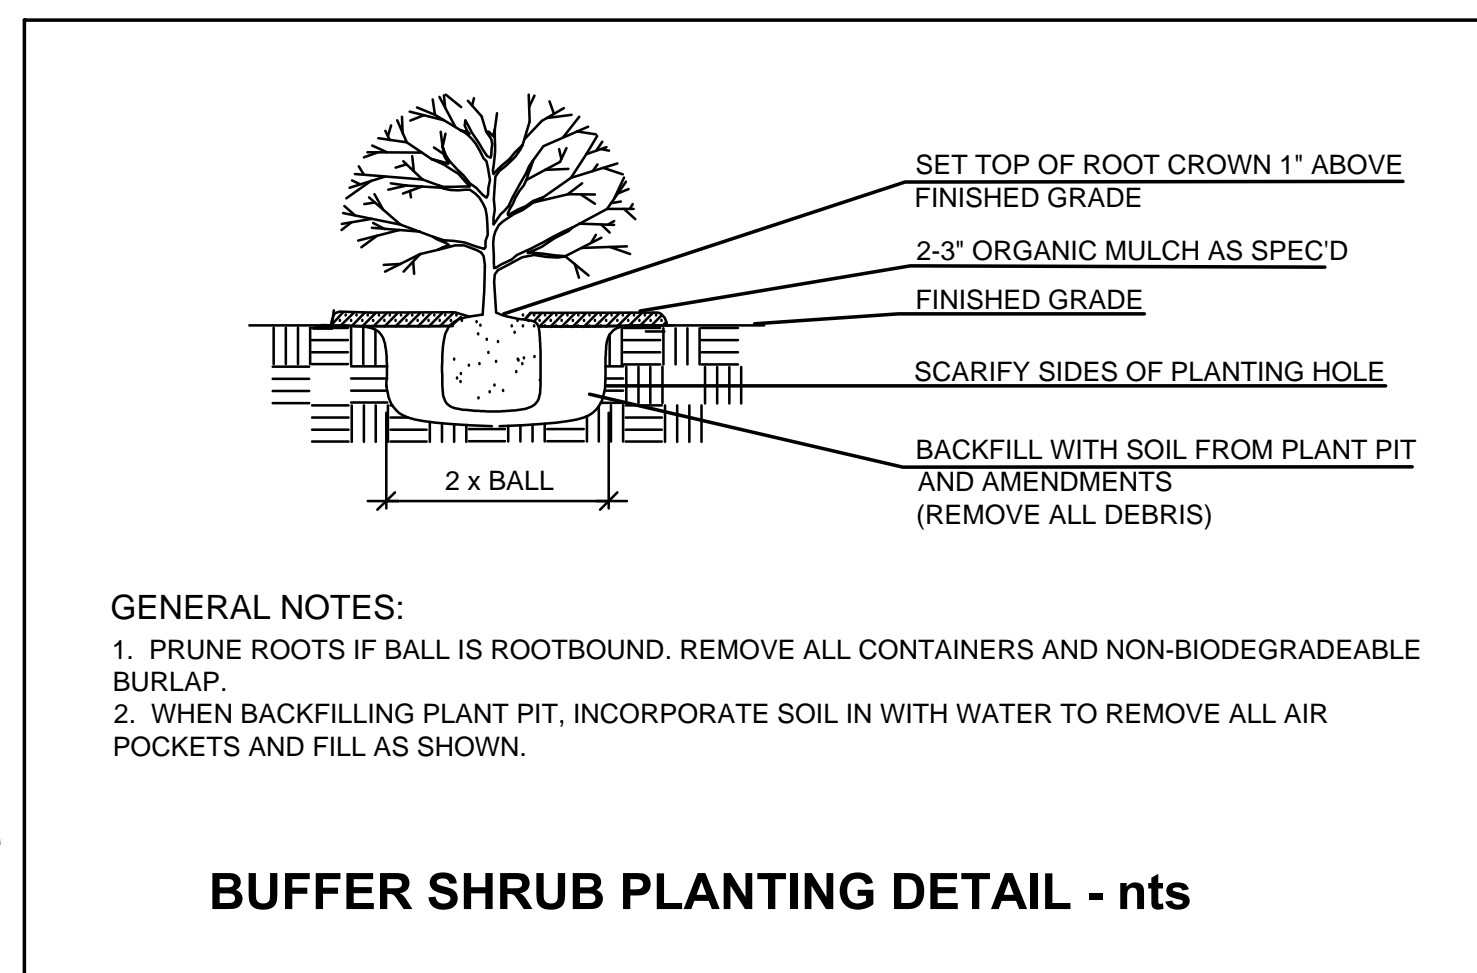 SET TOP OF ROOT CROWN 1" ABOVE
FINISHED GRADE
2-3" ORGANIC MULCH AS SPEC'D
FINISHED GRADE
SCARIFY SIDES OF PLANTING HOLE
BACKFILL WITH SOIL FROM PLANT PIT
AND AMENDMENTS
(REMOVE ALL DEBRIS)
2 x BALL
GENERAL NOTES:
1. PRUNE ROOTS IF BALL IS ROOTBOUND. REMOVE ALL CONTAINERS AND NON-BIODEGRADEABLE
BURLAP.
2. WHEN BACKFILLING PLANT PIT, INCORPORATE SOIL IN WITH WATER TO REMOVE ALL AIR
POCKETS AND FILL AS SHOWN.
BUFFER SHRUB PLANTING DETAIL - nts